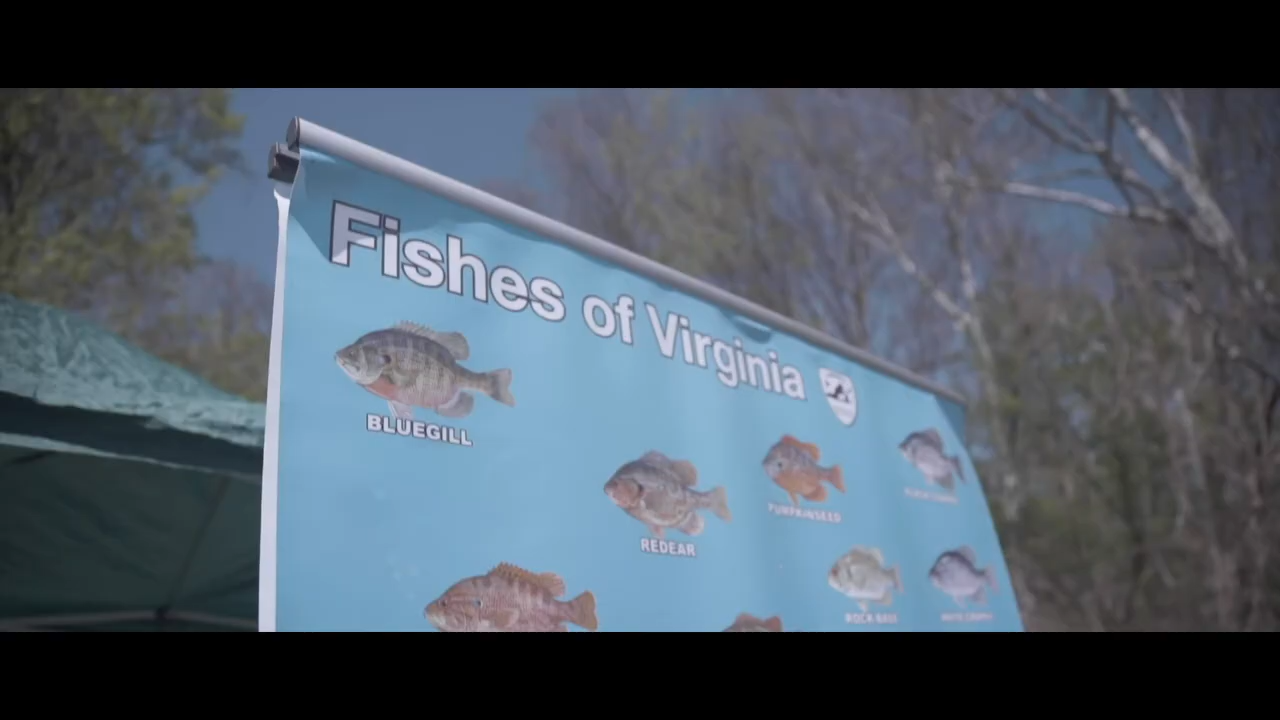 Fishes of Virginia
BLUEGILL
REDEAR
PUMPKINSEED
ROCK BASS